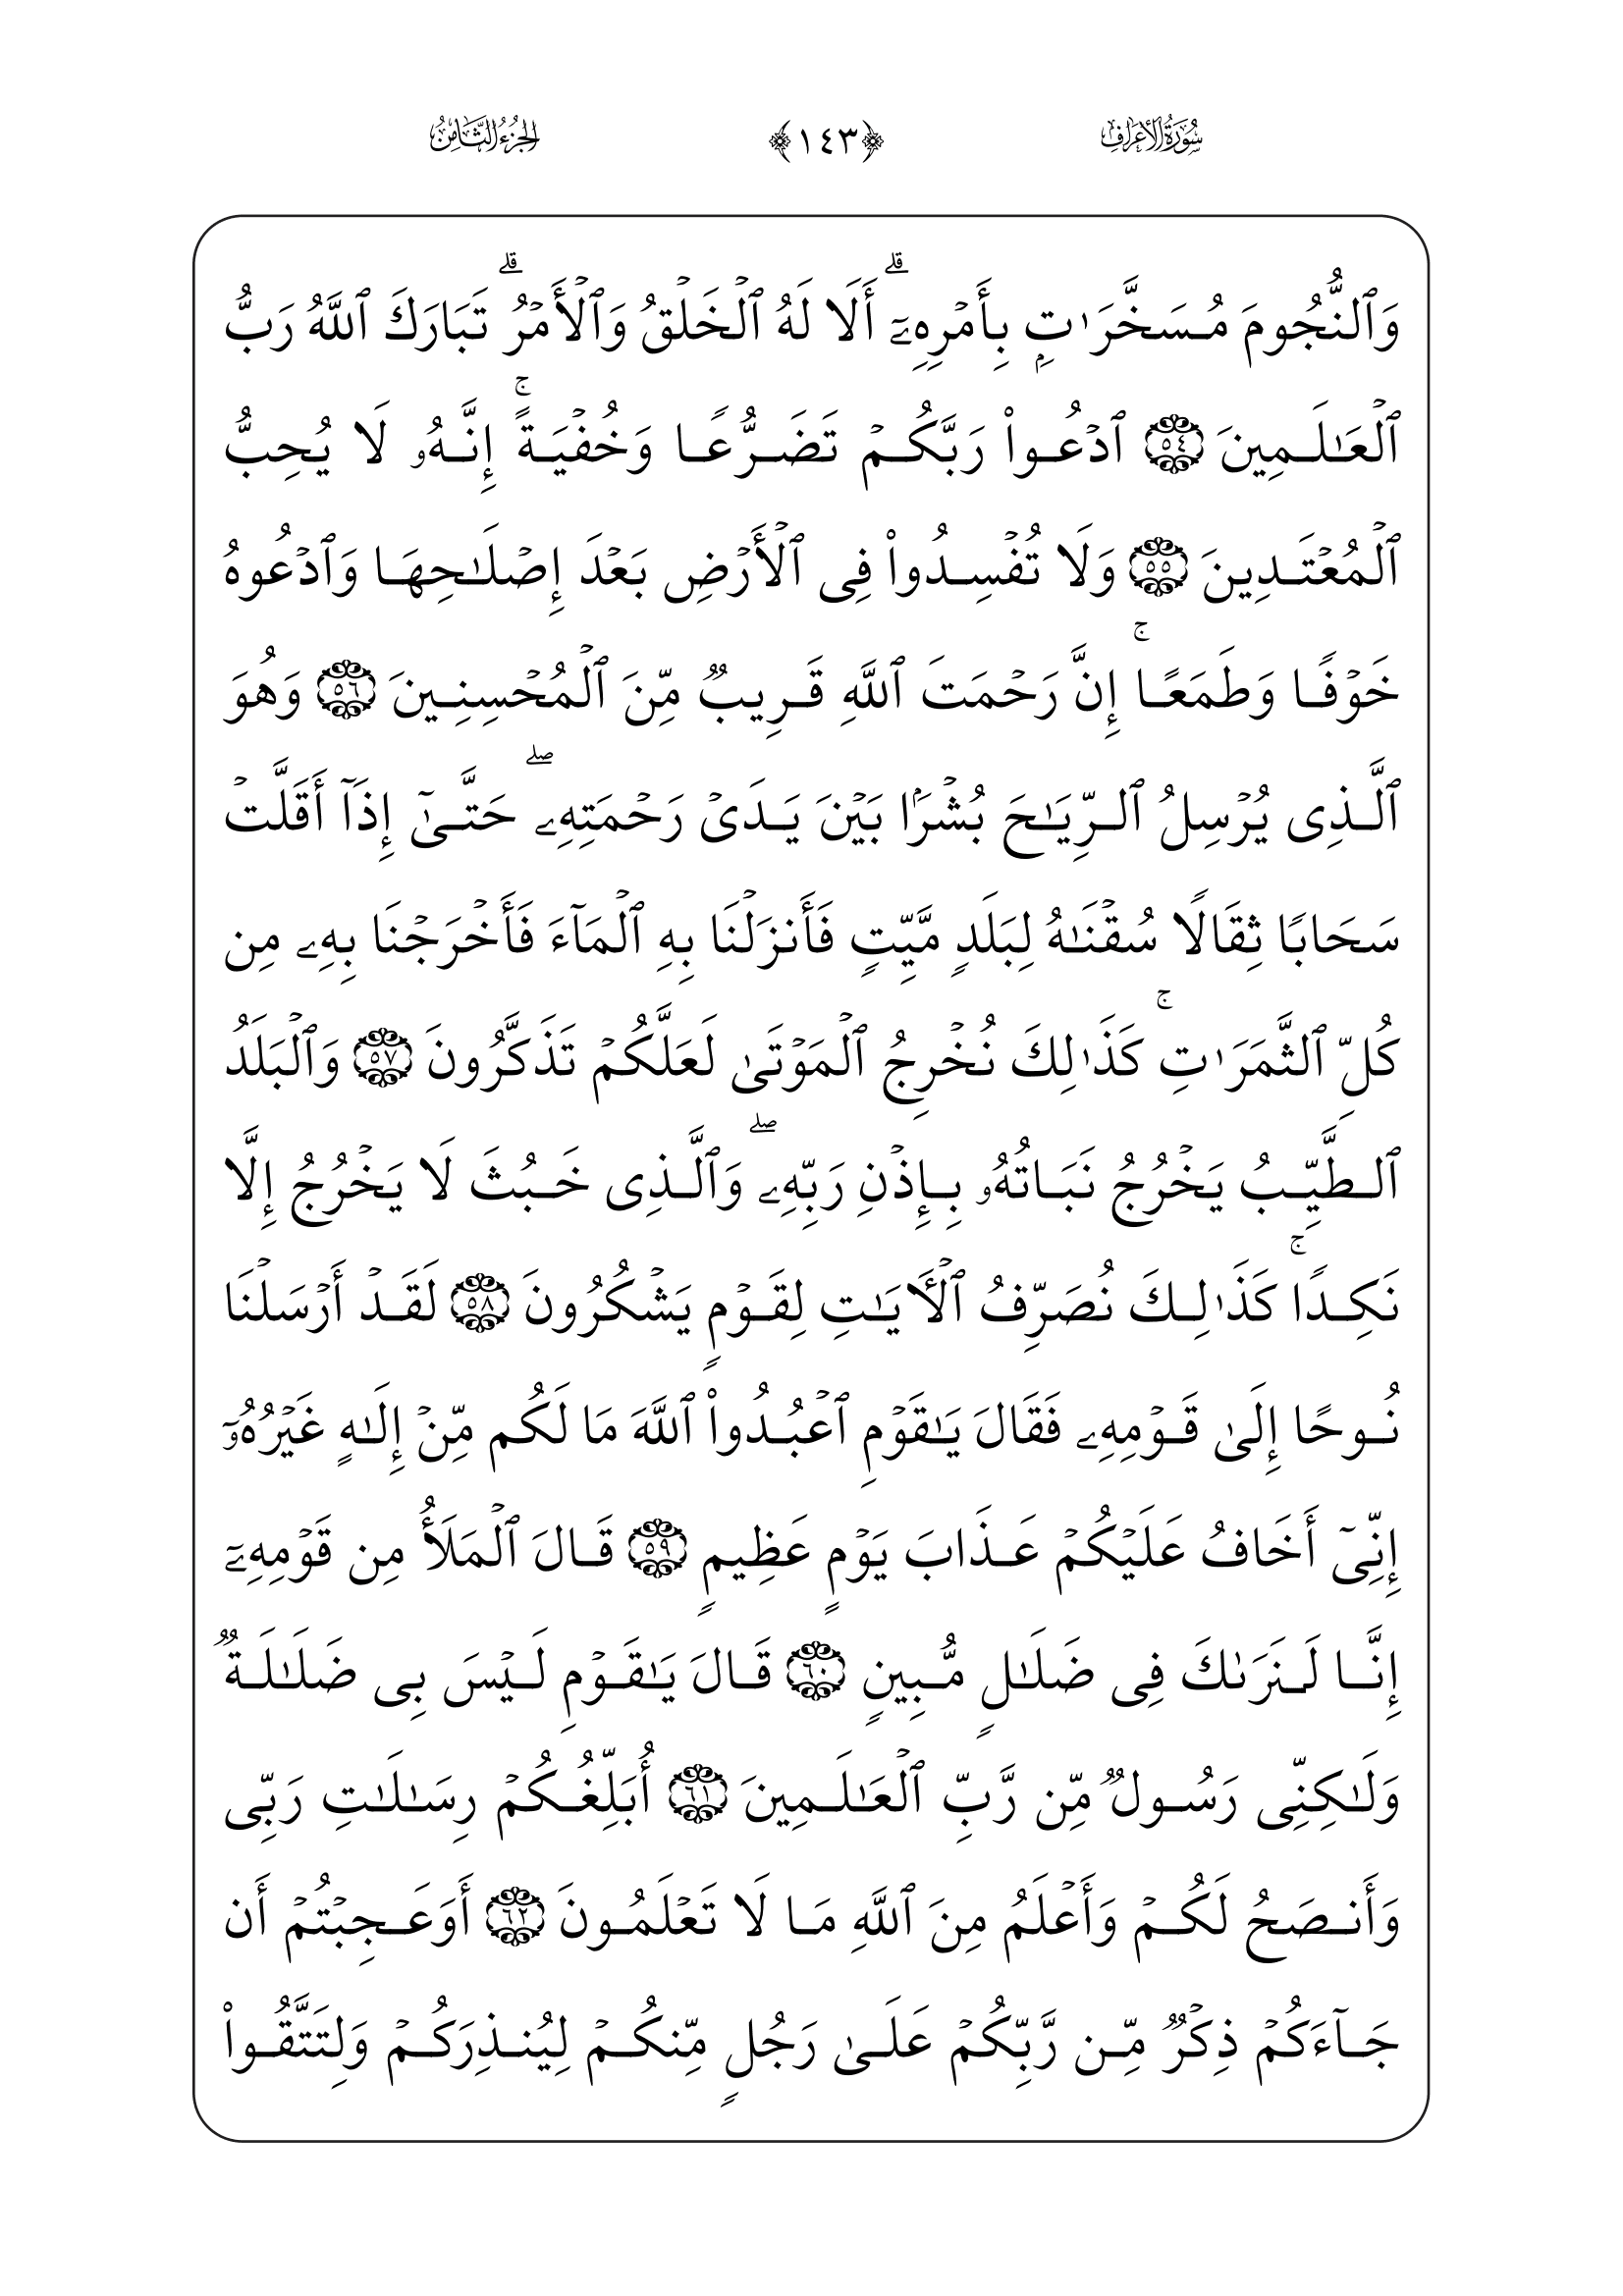 سُورَةُ الأَعْرَافِ ﴿١٤٣﴾ الجُزْءُ الثَّامِنُ
وَٱلنُّجُومَ مُسَخَّرَٰتِۭ بِأَمۡرِهِۦٓۗ أَلَا لَهُ ٱلۡخَلۡقُ وَٱلۡأَمۡرُۗ تَبَارَكَ ٱللَّهُ رَبُّ
ٱلۡعَٰلَمِينَ ٥٤ ٱدۡعُواْ رَبَّكُمۡ تَضَرُّعًا وَخُفۡيَةًۚ إِنَّهُۥ لَا يُحِبُّ
ٱلۡمُعۡتَدِينَ ٥٥ وَلَا تُفۡسِدُواْ فِى ٱلۡأَرۡضِ بَعۡدَ إِصۡلَٰحِهَا وَٱدۡعُوهُ
خَوۡفًا وَطَمَعًاۚ إِنَّ رَحۡمَتَ ٱللَّهِ قَرِيبٌ مِّنَ ٱلۡمُحۡسِنِينَ ٥٦ وَهُوَ
ٱلَّذِى يُرۡسِلُ ٱلرِّيَٰحَ بُشۡرَۢا بَيۡنَ يَدَىۡ رَحۡمَتِهِۦۖ حَتَّىٰٓ إِذَآ أَقَلَّتۡ
سَحَابًا ثِقَالًا سُقۡنَٰهُ لِبَلَدٍ مَّيِّتٍ فَأَنزَلۡنَا بِهِ ٱلۡمَآءَ فَأَخۡرَجۡنَا بِهِۦ مِن
كُلِّ ٱلثَّمَرَٰتِۚ كَذَٰلِكَ نُخۡرِجُ ٱلۡمَوۡتَىٰ لَعَلَّكُمۡ تَذَكَّرُونَ ٥٧ وَٱلۡبَلَدُ
ٱلطَّيِّبُ يَخۡرُجُ نَبَاتُهُۥ بِإِذۡنِ رَبِّهِۦۖ وَٱلَّذِى خَبُثَ لَا يَخۡرُجُ إِلَّا
نَكِدًاۚ كَذَٰلِكَ نُصَرِّفُ ٱلۡأٓيَٰتِ لِقَوۡمٍ يَشۡكُرُونَ ٥٨ لَقَدۡ أَرۡسَلۡنَا
نُوحًا إِلَىٰ قَوۡمِهِۦ فَقَالَ يَٰقَوۡمِ ٱعۡبُدُواْ ٱللَّهَ مَا لَكُم مِّنۡ إِلَٰهٍ غَيۡرُهُۥٓ
إِنِّىٓ أَخَافُ عَلَيۡكُمۡ عَذَابَ يَوۡمٍ عَظِيمٍ ٥٩ قَالَ ٱلۡمَلَأُ مِن قَوۡمِهِۦٓ
إِنَّا لَنَرَىٰكَ فِى ضَلَٰلٍ مُّبِينٍ ٦٠ قَالَ يَٰقَوۡمِ لَيۡسَ بِى ضَلَٰلَةٌ
وَلَٰكِنِّى رَسُولٌ مِّن رَّبِّ ٱلۡعَٰلَمِينَ ٦١ أُبَلِّغُكُمۡ رِسَٰلَٰتِ رَبِّى
وَأَنصَحُ لَكُمۡ وَأَعۡلَمُ مِنَ ٱللَّهِ مَا لَا تَعۡلَمُونَ ٦٢ أَوَعَجِبۡتُمۡ أَن
جَآءَكُمۡ ذِكۡرٌ مِّن رَّبِّكُمۡ عَلَىٰ رَجُلٍ مِّنكُمۡ لِيُنذِرَكُمۡ وَلِتَتَّقُواْ